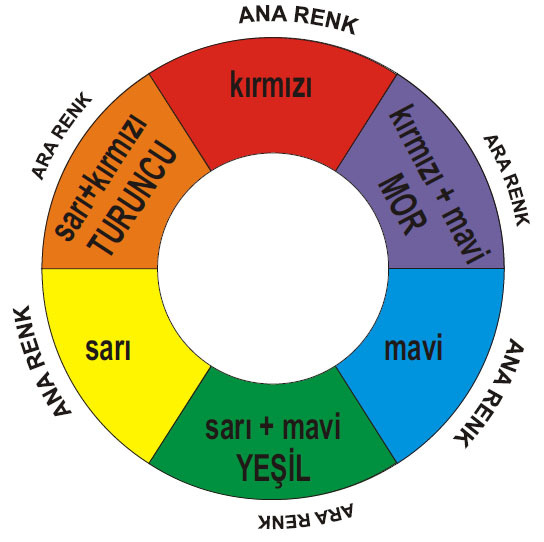 ANA RENK
kırmızı
ARA RENK
kırmızı + mavi
MOR
ANA RENK
mavi
ARA RENK
sarı + mavi
YEŞİL
ANA RENK
sarı
ARA RENK
sarı+kırmızı
TURUNCU